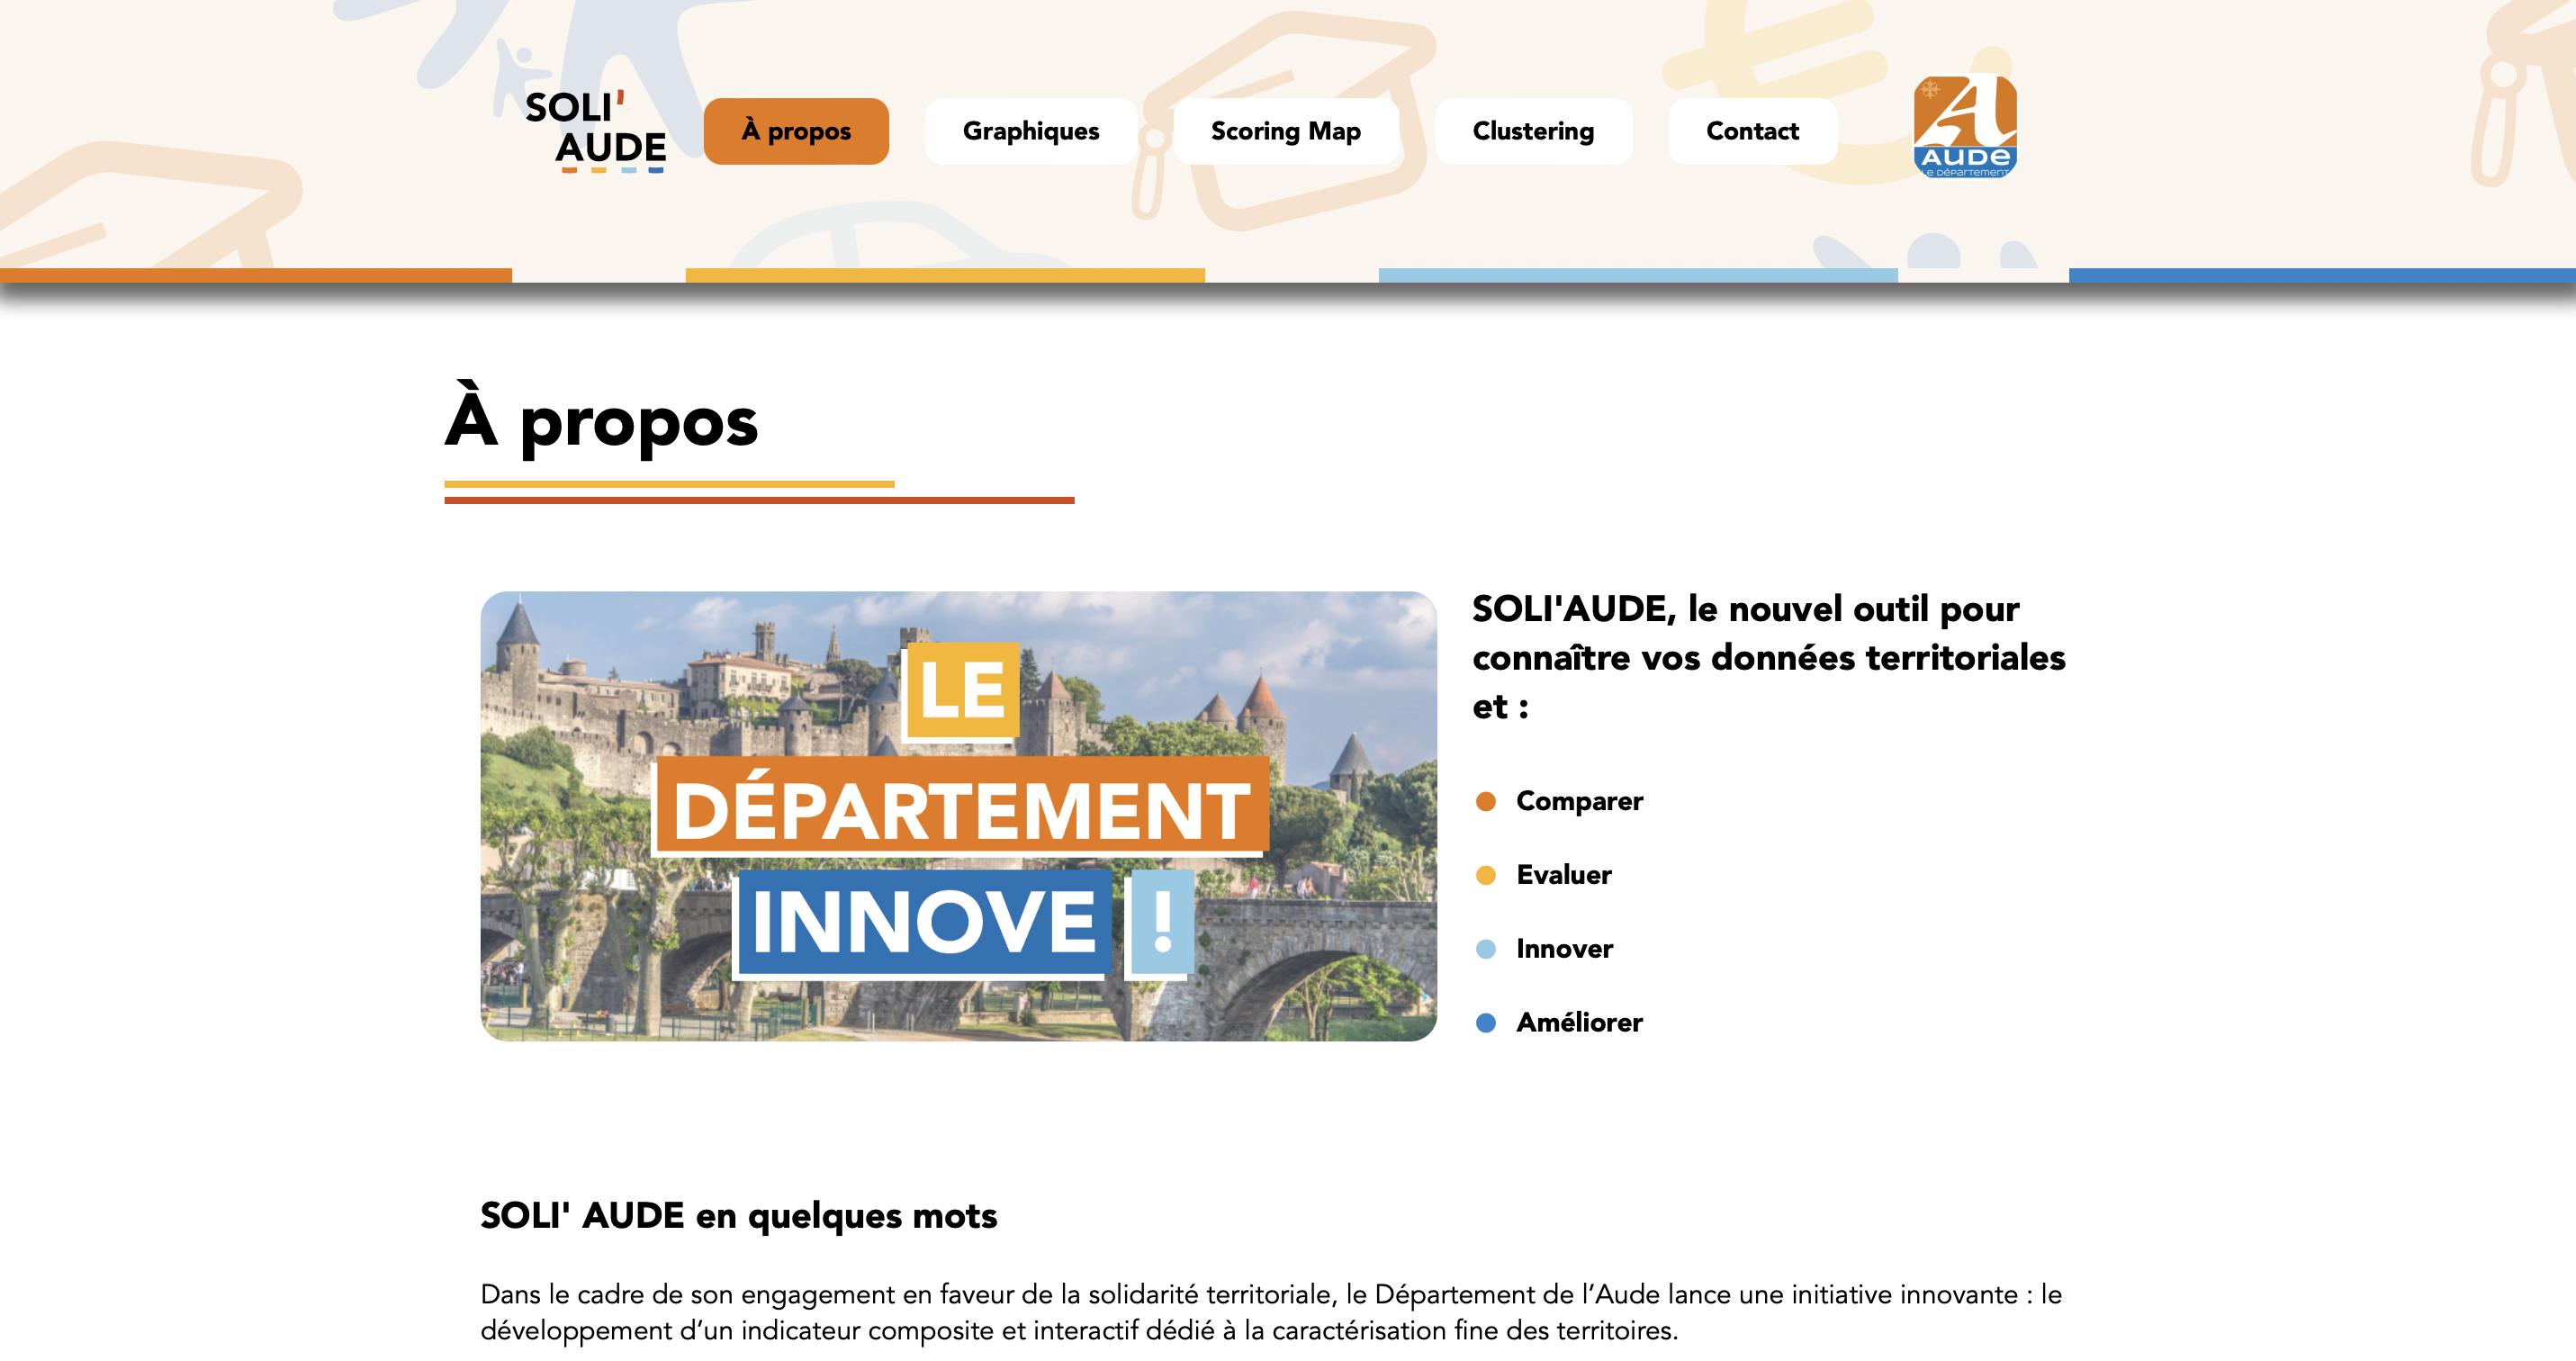 SOLI'
AUDE
À propos
Graphiques
Scoring Map
Clustering
Contact
AUDe
Le DéparTemenT
À propos
LE
DÉPARTEMENT
INNOVE !
SOLI'AUDE, le nouvel outil pour
connaître vos données territoriales
et :
Comparer
Evaluer
Innover
Améliorer
SOLI' AUDE en quelques mots
Dans le cadre de son engagement en faveur de la solidarité territoriale, le Département de l’Aude lance une initiative innovante : le
développement d’un indicateur composite et interactif dédié à la caractérisation fine des territoires.